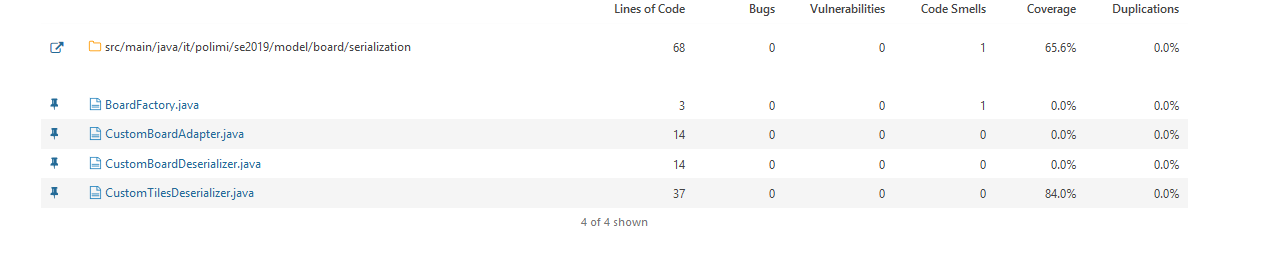 Lines of Code Bugs Vulnerabilities Code Smells Coverage Duplications
src/main/java/it/polimi/se2019/model/board/serialization 68 0 0 1 65.6% 0.0%
BoardFactory.java 3 0 0 1 0.0% 0.0%
CustomBoardAdapter.java 14 0 0 0 0.0% 0.0%
CustomBoardDeserializer.java 14 0 0 0 0.0% 0.0%
CustomTilesDeserializer.java 37 0 0 0 84.0% 0.0%
4 of 4 shown